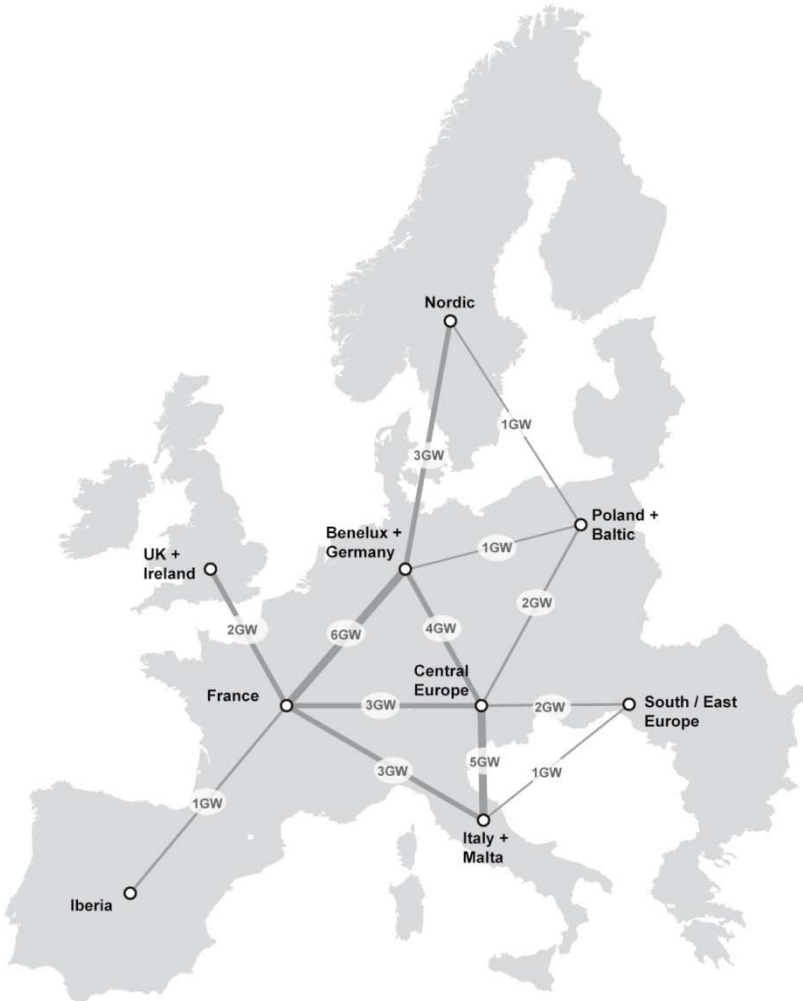 Nordic
1GW
3GW
Poland +
Baltic
Benelux +
Germany
1GW
UK +
Ireland
2GW
2GW
6GW
4GW
France
Central
Europe
3GW
2GW
South / East
Europe
3GW
5GW
1GW
1GW
Italy +
Malta
Iberia